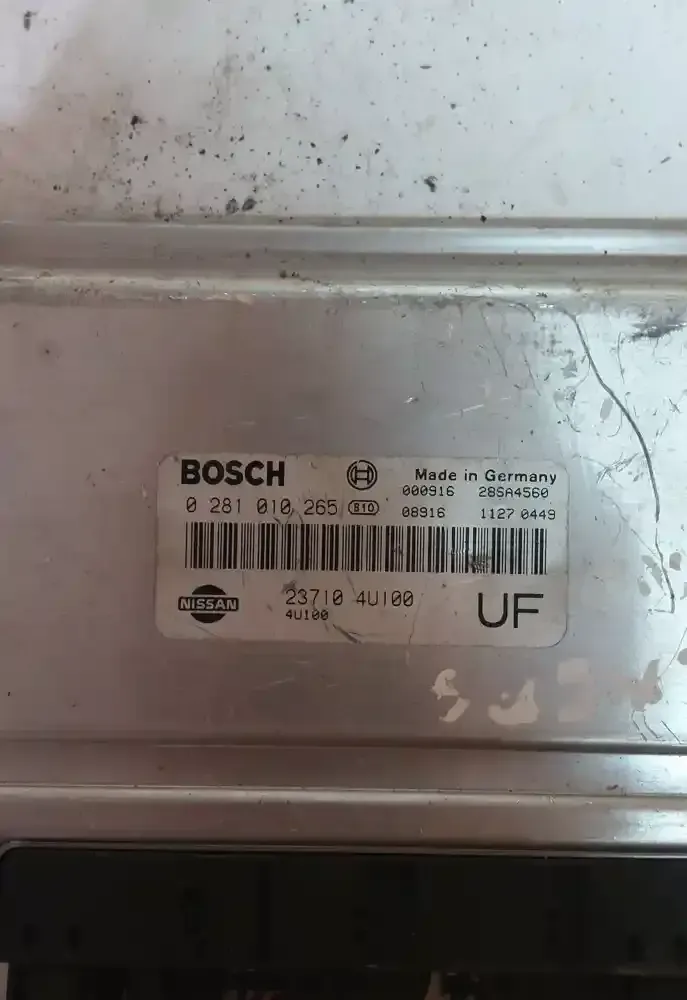 BOSCH Made in Germany
000916 28SA4560
0 281 010 265 810 08916 1127 0449
NISSAN 23710 4U100 UF
4U100